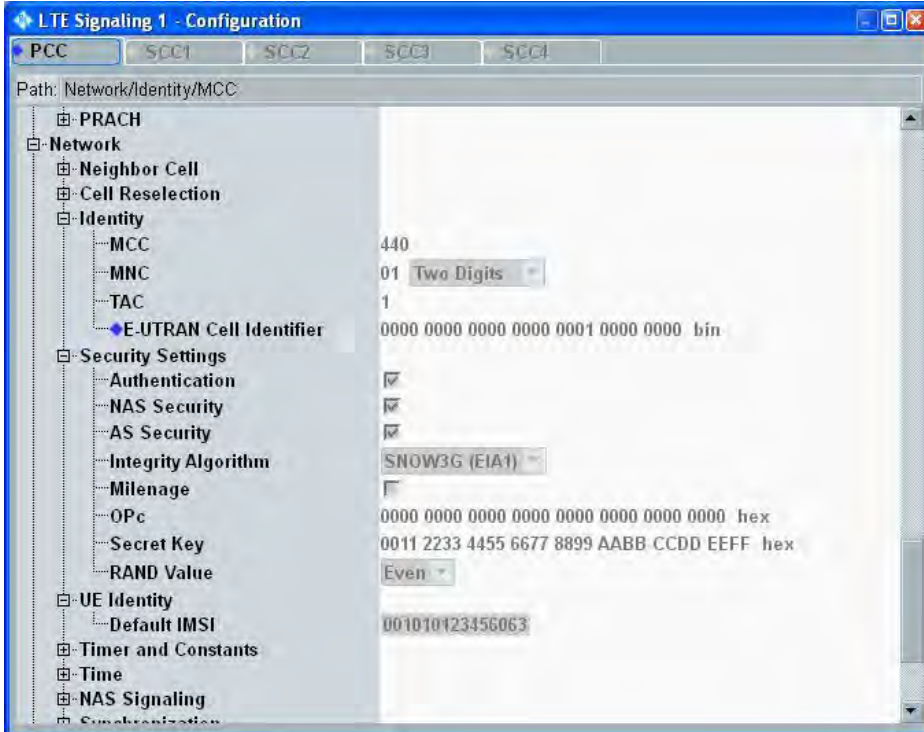 LTE Signaling 1 - Configuration
PCC SCC1 SCC2 SCC3 SCC4
Path: Network/Identity/MCC
PRACH
Network
Neighbor Cell
Cell Reselection
Identity
MCC 440
MNC 01 Two Digits
TAC 1
E-UTRAN Cell Identifier 0000 0000 0000 0000 0001 0000 0000 bin
Security Settings
Authentication
NAS Security
AS Security
Integrity Algorithm SNOW3G (EIA1)
Milenage
OPc 0000 0000 0000 0000 0000 0000 0000 0000 hex
Secret Key 0011 2233 4455 6677 8899 AABB CCDD EEFF hex
RAND Value Even
UE Identity
Default IMSI 001010123456063
Timer and Constants
Time
NAS Signaling
Synchronization